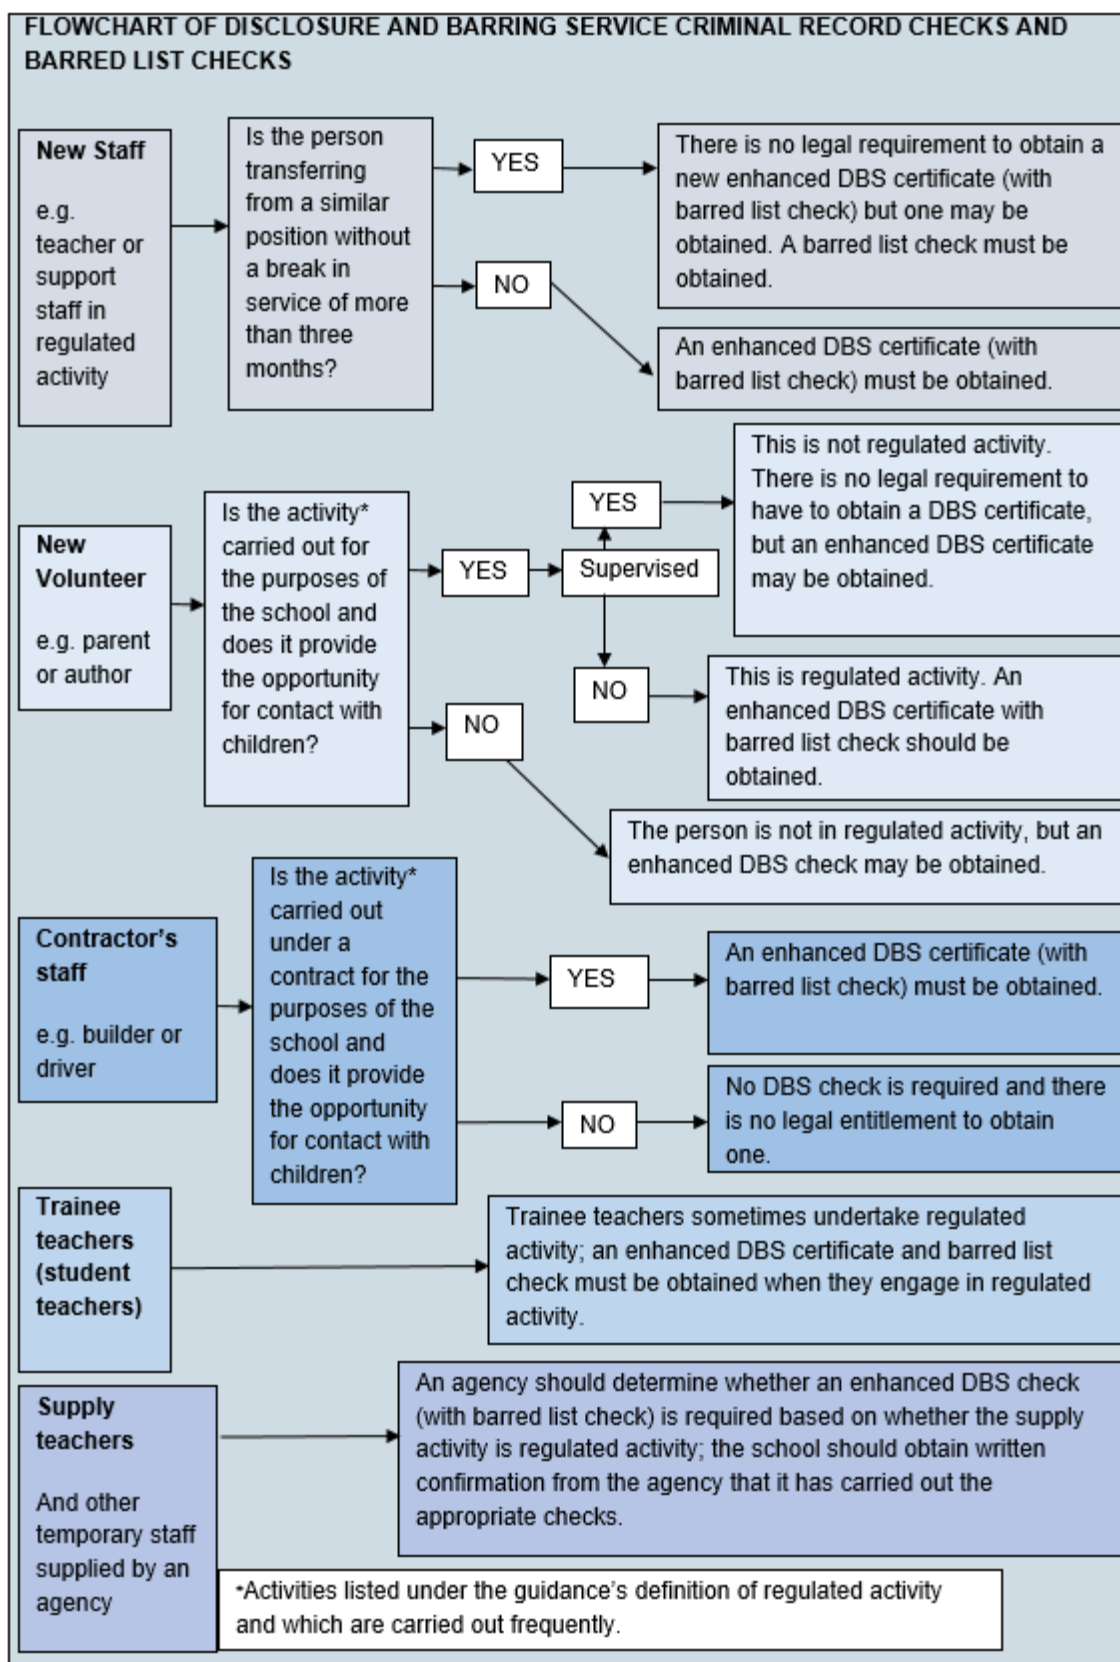 FLOWCHART OF DISCLOSURE AND BARRING SERVICE CRIMINAL RECORD CHECKS AND
BARRED LIST CHECKS
New Staff
e.g.
teacher or
support
staff in
regulated
activity
Is the person
transferring
from a similar
position without
a break in
service of more
than three
months?
YES
There is no legal requirement to obtain a
new enhanced DBS certificate (with
barred list check) but one may be
obtained. A barred list check must be
obtained.
NO
An enhanced DBS certificate (with
barred list check) must be obtained.
New
Volunteer
e.g. parent
or author
Is the activity*
carried out for
the purposes of
the school and
does it provide
the opportunity
for contact with
children?
YES
Supervised
YES
This is not regulated activity.
There is no legal requirement to
have to obtain a DBS certificate,
but an enhanced DBS certificate
may be obtained.
NO
This is regulated activity. An
enhanced DBS certificate with
barred list check should be
obtained.
NO
The person is not in regulated activity, but an
enhanced DBS check may be obtained.
Contractor's
staff
e.g. builder or
driver
Is the activity*
carried out
under a
contract for the
purposes of the
school and
does it provide
the opportunity
for contact with
children?
YES
An enhanced DBS certificate (with
barred list check) must be obtained.
NO
No DBS check is required and there
is no legal entitlement to obtain
one.
Trainee
teachers
(student
teachers)
Trainee teachers sometimes undertake regulated
activity; an enhanced DBS certificate and barred list
check must be obtained when they engage in regulated
activity.
Supply
teachers
And other
temporary staff
supplied by an
agency
An agency should determine whether an enhanced DBS check
(with barred list check) is required based on whether the supply
activity is regulated activity; the school should obtain written
confirmation from the agency that it has carried out the
appropriate checks.
*Activities listed under the guidance's definition of regulated activity
and which are carried out frequently.